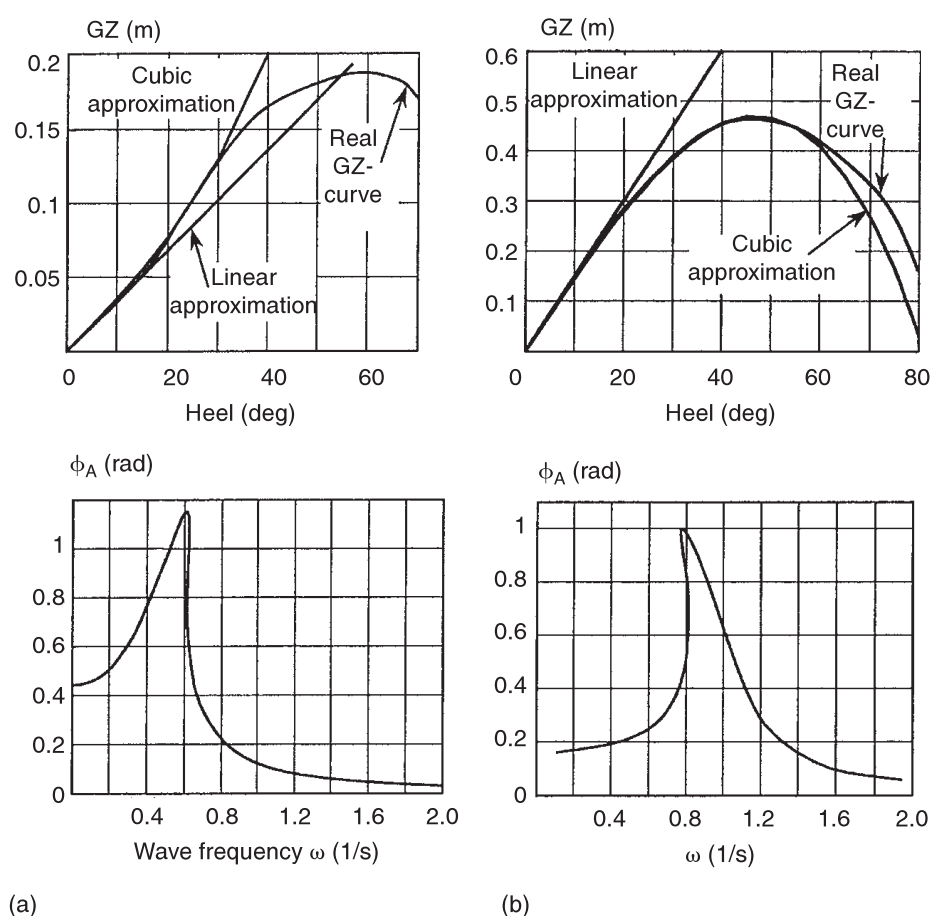 GZ (m)
0.2
0.15
0.1
0.05
Cubic
approximation
Real
GZ-
curve
Linear
approximation
0 20 40 60
Heel (deg)
GZ (m)
0.6
0.5
0.4
0.3
0.2
0.1
Linear
approximation
Real
GZ-
curve
Cubic
approximation
0 20 40 60 80
Heel (deg)
ϕA (rad)
1
0.8
0.6
0.4
0.2
0
0.4 0.8 1.2 1.6 2.0
Wave frequency ω (1/s)
(a)
ϕA (rad)
1
0.8
0.6
0.4
0.2
0
0.4 0.8 1.2 1.6 2.0
ω (1/s)
(b)